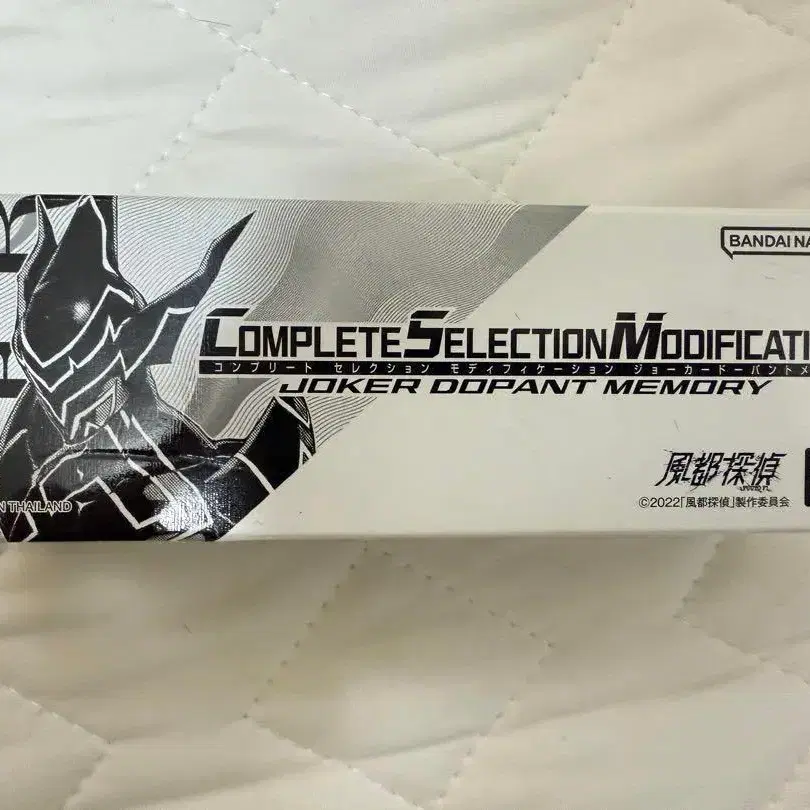 BANDAI NA
COMPLETE SELECTION MODIFICATI
コンプリート セレクション モディフィケーション ジョーカードーパントメ
JOKER DOPANT MEMORY
風都探偵
©2022「風都探偵」製作委員会
N THAILAND